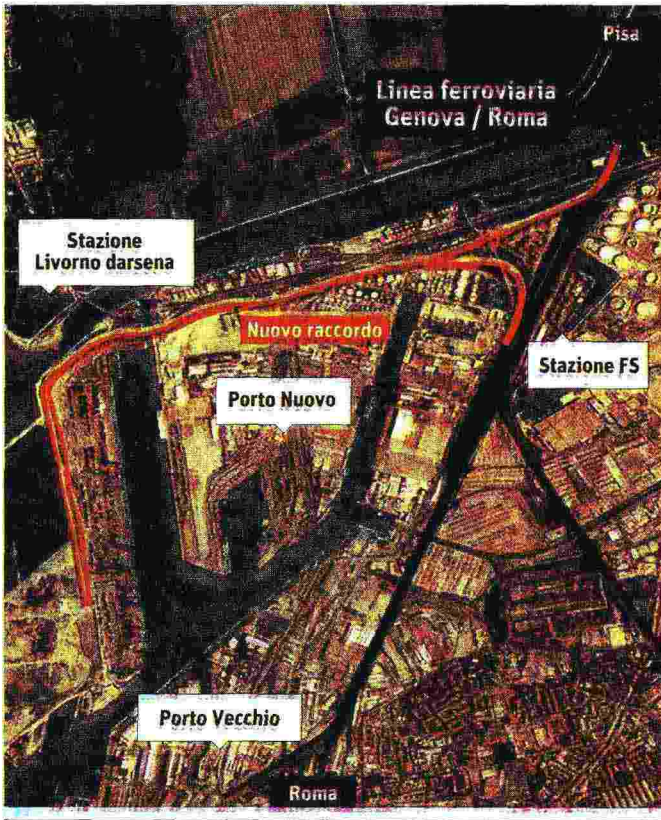 Pisa
Linea ferroviaria
Genova / Roma
Stazione
Livorno darsena
Nuovo raccordo
Stazione FS
Porto Nuovo
Porto Vecchio
Roma